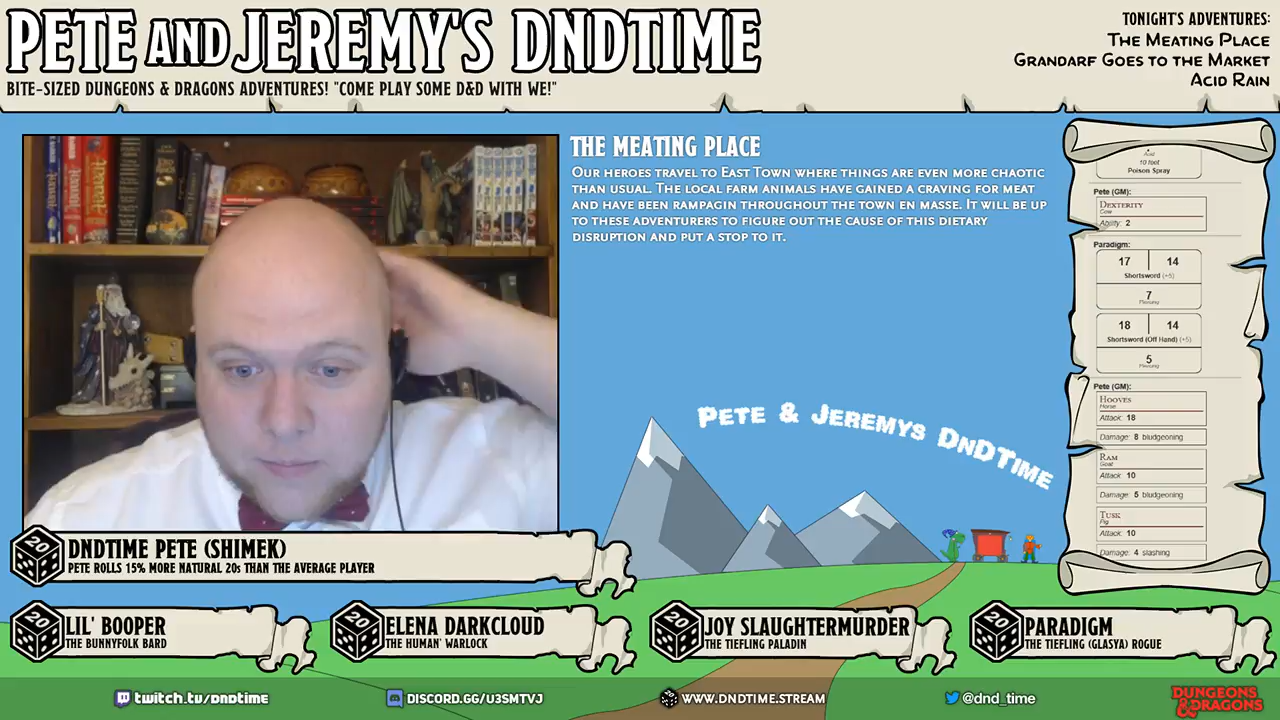 PETE AND JEREMY'S DNDTIME
BITE-SIZED DUNGEONS & DRAGONS ADVENTURES! "COME PLAY SOME D&D WITH WE!"
TONIGHT'S ADVENTURES:
THE MEATING PLACE
GRANDARF GOES TO THE MARKET
ACID RAIN
THE MEATING PLACE
OUR HEROES TRAVEL TO EAST TOWN WHERE THINGS ARE EVEN MORE CHAOTIC
THAN USUAL. THE LOCAL FARM ANIMALS HAVE GAINED A CRAVING FOR MEAT
AND HAVE BEEN RAMPAGIN THROUGHOUT THE TOWN EN MASSE. IT WILL BE UP
TO THESE ADVENTURERS TO FIGURE OUT THE CAUSE OF THIS DIETARY
DISRUPTION AND PUT A STOP TO IT.
Acid
10 feet
Poison Spray
Pete (GM):
DEXTERITY
Cow
Ability: 2
Paradigm:
17 14
Shortsword (+5)
7
Piercing
18 14
Shortsword (Off Hand) (+5)
5
Piercing
Pete (GM):
HOOVES
Horse
Attack: 18
Damage: 8 bludgeoning
RAM
Goat
Attack: 10
Damage: 5 bludgeoning
TUSK
Pig
Attack: 10
Damage: 4 slashing
PETE & JEREMYS DNDTIME
20
DNDTIME PETE (SHIMEK)
PETE ROLLS 15% MORE NATURAL 20S THAN THE AVERAGE PLAYER
20
LIL' BOOPER
THE BUNNYFOLK BARD
20
ELENA DARKCLOUD
THE 'HUMAN' WARLOCK
20
JOY SLAUGHTERMURDER
THE TIEFLING PALADIN
20
PARADIGM
THE TIEFLING (GLASYA) ROGUE
twitch.tv/dndtime
DISCORD.GG/U3SMTVJ
WWW.DNDTIME.STREAM
@dnd_time
DUNGEONS
& DRAGONS